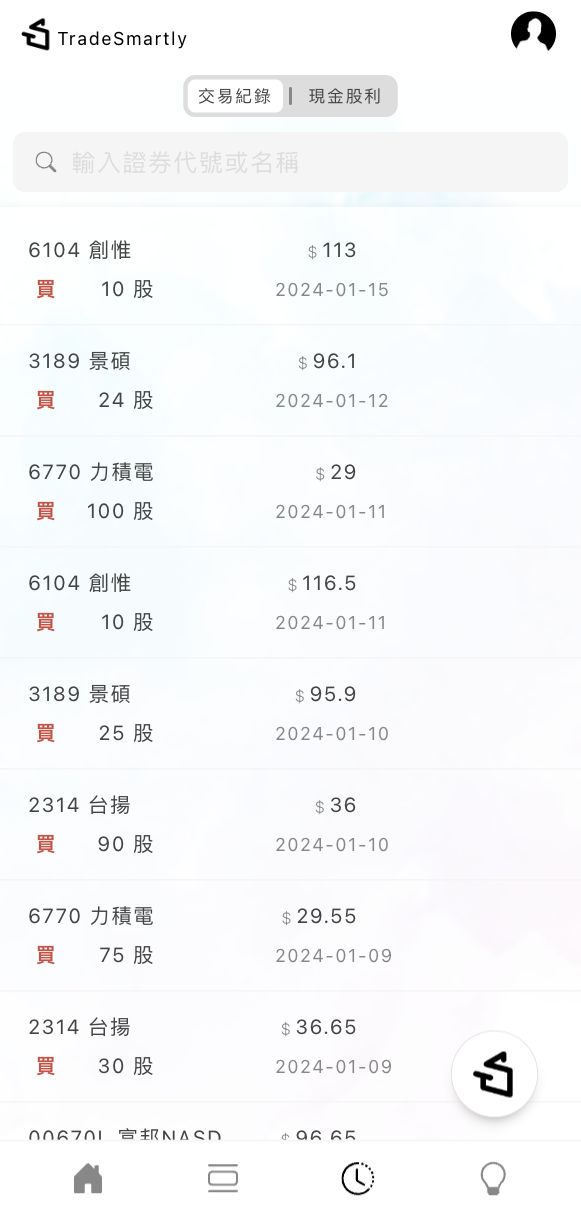 TradeSmartly
交易紀錄 | 現金股利
輸入證券代號或名稱
6104 創惟 $ 113
買 10 股 2024-01-15
3189 景碩 $ 96.1
買 24 股 2024-01-12
6770 力積電 $ 29
買 100 股 2024-01-11
6104 創惟 $ 116.5
買 10 股 2024-01-11
3189 景碩 $ 95.9
買 25 股 2024-01-10
2314 台揚 $ 36
買 90 股 2024-01-10
6770 力積電 $ 29.55
買 75 股 2024-01-09
2314 台揚 $ 36.65
買 30 股 2024-01-09
00670L 富邦NASD $ 96.65